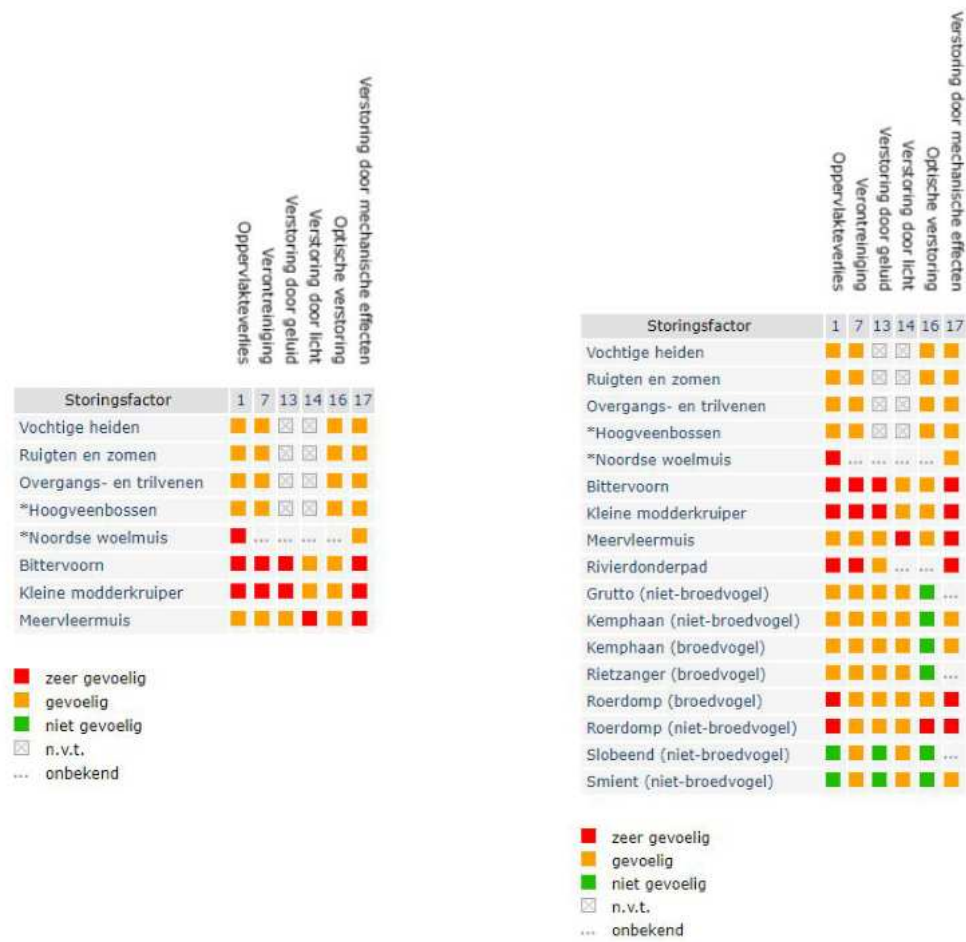 Oppervlakteverlies
Verontreiniging
Verstoring door geluid
Verstoring door licht
Optische verstoring
Verstoring door mechanische effecten
Storingsfactor 1 7 13 14 16 17
Vochtige heiden
Ruigten en zomen
Overgangs- en trilvenen
*Hoogveenbossen
*Noordse woelmuis ... ... ... ...
Bittervoorn
Kleine modderkruiper
Meervleermuis
zeer gevoelig
gevoelig
niet gevoelig
n.v.t.
... onbekend
Oppervlakteverlies
Verontreiniging
Verstoring door geluid
Verstoring door licht
Optische verstoring
Verstoring door mechanische effecten
Storingsfactor 1 7 13 14 16 17
Vochtige heiden
Ruigten en zomen
Overgangs- en trilvenen
*Hoogveenbossen
*Noordse woelmuis ... ... ... ...
Bittervoorn
Kleine modderkruiper
Meervleermuis
Rivierdonderpad ... ...
Grutto (niet-broedvogel) ...
Kemphaan (niet-broedvogel)
Kemphaan (broedvogel)
Rietzanger (broedvogel) ...
Roerdomp (broedvogel)
Roerdomp (niet-broedvogel)
Slobeend (niet-broedvogel) ...
Smient (niet-broedvogel)
zeer gevoelig
gevoelig
niet gevoelig
n.v.t.
... onbekend